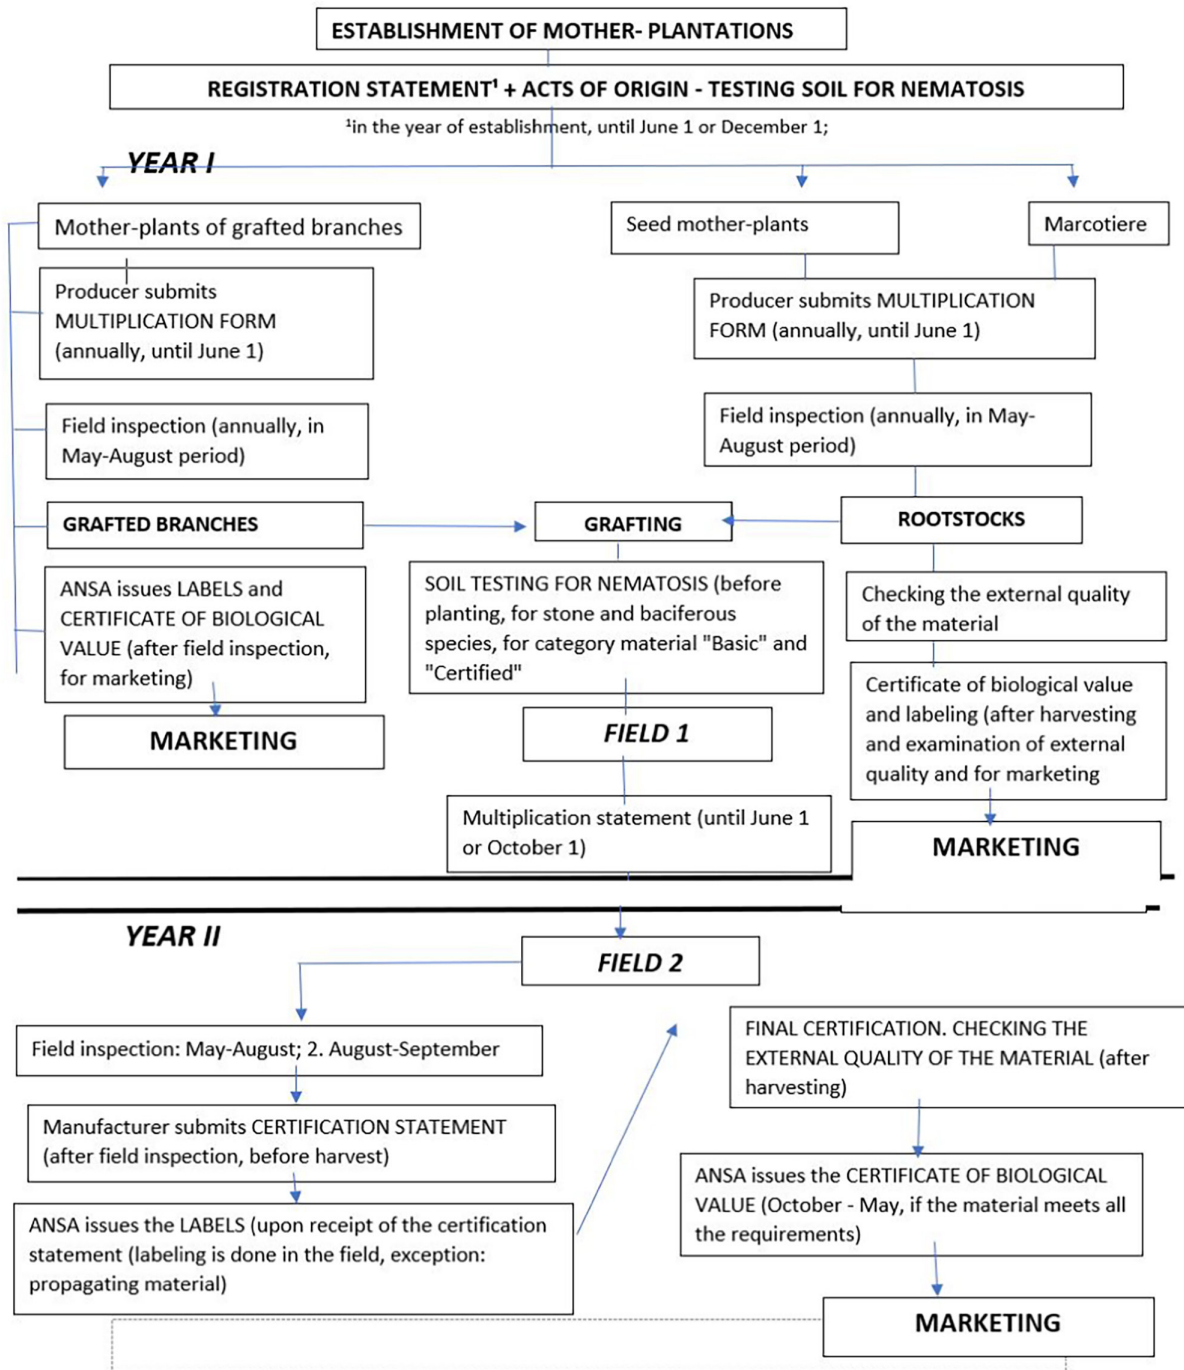 ESTABLISHMENT OF MOTHER- PLANTATIONS
REGISTRATION STATEMENT¹ + ACTS OF ORIGIN - TESTING SOIL FOR NEMATOSIS
¹in the year of establishment, until June 1 or December 1;
YEAR I
Mother-plants of grafted branches
Seed mother-plants
Marcotiere
Producer submits
MULTIPLICATION FORM
(annually, until June 1)
Producer submits MULTIPLICATION
FORM (annually, until June 1)
Field inspection (annually, in
May-August period)
Field inspection (annually, in May-
August period)
GRAFTED BRANCHES
GRAFTING
ROOTSTOCKS
ANSA issues LABELS and
CERTIFICATE OF BIOLOGICAL
VALUE (after field inspection,
for marketing)
MARKETING
SOIL TESTING FOR NEMATOSIS (before
planting, for stone and baciferous
species, for category material "Basic" and
"Certified"
FIELD 1
Multiplication statement (until June 1
or October 1)
Checking the external quality
of the material
Certificate of biological value
and labeling (after harvesting
and examination of external
quality and for marketing
MARKETING
YEAR II
FIELD 2
Field inspection: May-August; 2. August-September
Manufacturer submits CERTIFICATION STATEMENT
(after field inspection, before harvest)
ANSA issues the LABELS (upon receipt of the certification
statement (labeling is done in the field, exception:
propagating material)
FINAL CERTIFICATION. CHECKING THE
EXTERNAL QUALITY OF THE MATERIAL (after
harvesting)
ANSA issues the CERTIFICATE OF BIOLOGICAL
VALUE (October - May, if the material meets all
the requirements)
MARKETING